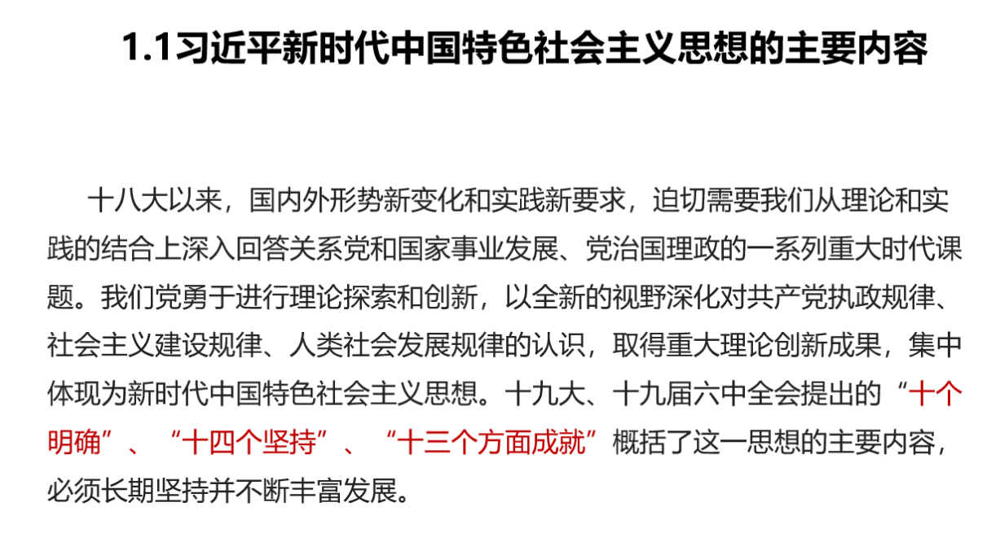 1.1习近平新时代中国特色社会主义思想的主要内容
十八大以来，国内外形势新变化和实践新要求，迫切需要我们从理论和实
践的结合上深入回答关系党和国家事业发展、党治国理政的一系列重大时代课
题。我们党勇于进行理论探索和创新，以全新的视野深化对共产党执政规律、
社会主义建设规律、人类社会发展规律的认识，取得重大理论创新成果，集中
体现为新时代中国特色社会主义思想。十九大、十九届六中全会提出的“十个
明确”、“十四个坚持”、“十三个方面成就”概括了这一思想的主要内容，
必须长期坚持并不断丰富发展。